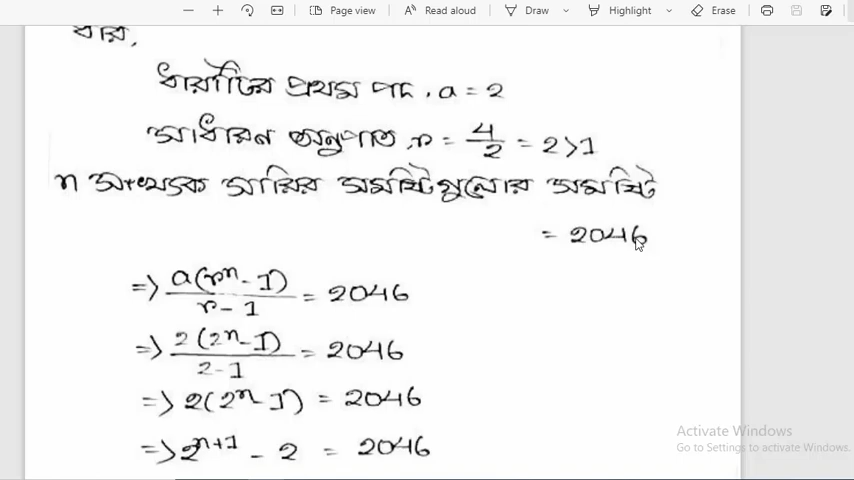 Page view Read aloud Draw Highlight Erase
ধরি,
ধারাটির প্রথম পদ, a = 2
সাধারন অনুপাত, r = 4/2 = 2 > 1
n সংখ্যক সারির সমষ্টিগুলোর সমষ্টি
= 2046
=> a(rⁿ - 1)/r - 1 = 2046
=> 2(2ⁿ - 1)/2 - 1 = 2046
=> 2(2ⁿ - 1) = 2046
=> 2ⁿ⁺¹ - 2 = 2046
Activate Windows
Go to Settings to activate Windows.